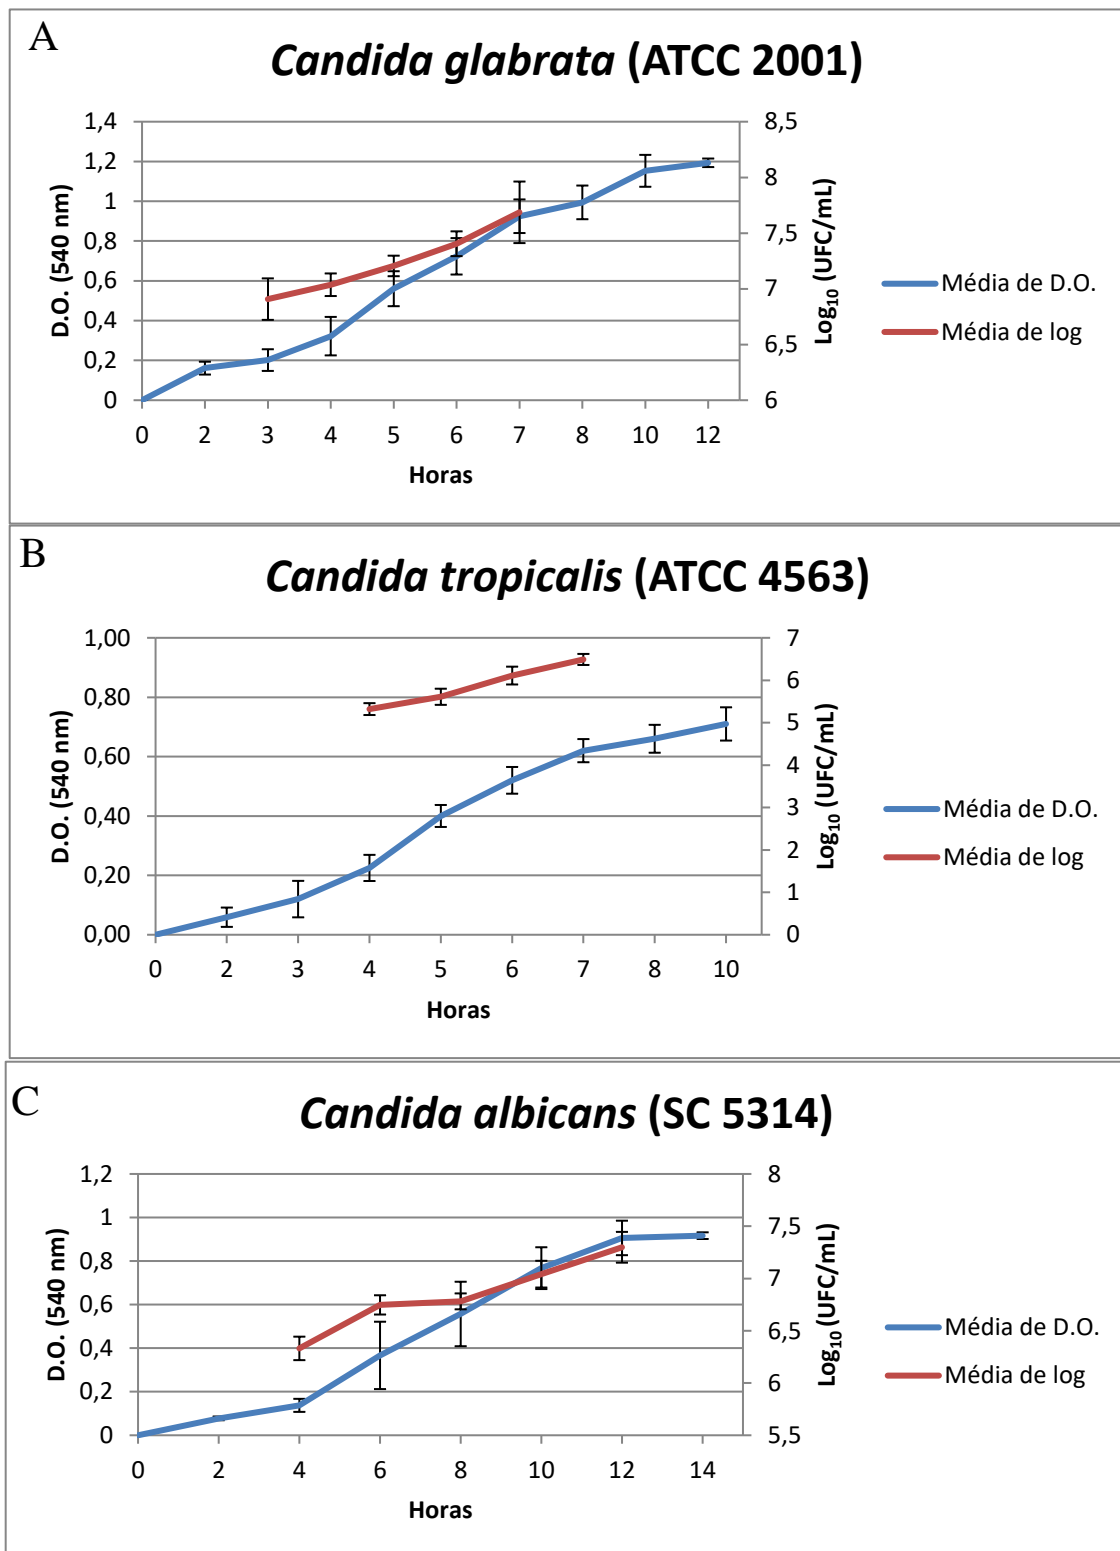 A
Candida glabrata (ATCC 2001)
1,4
1,2
1
0,8
0,6
0,4
0,2
0
D.O. (540 nm)
8,5
8
7,5
7
6,5
6
Log10 (UFC/mL)
0 2 3 4 5 6 7 8 10 12
Horas
Média de D.O.
Média de log
B
Candida tropicalis (ATCC 4563)
1,00
0,80
0,60
0,40
0,20
0,00
D.O. (540 nm)
7
6
5
4
3
2
1
0
Log10 (UFC/mL)
0 2 3 4 5 6 7 8 10
Horas
Média de D.O.
Média de log
C
Candida albicans (SC 5314)
1,2
1
0,8
0,6
0,4
0,2
0
D.O. (540 nm)
8
7,5
7
6,5
6
5,5
Log10 (UFC/mL)
0 2 4 6 8 10 12 14
Horas
Média de D.O.
Média de log